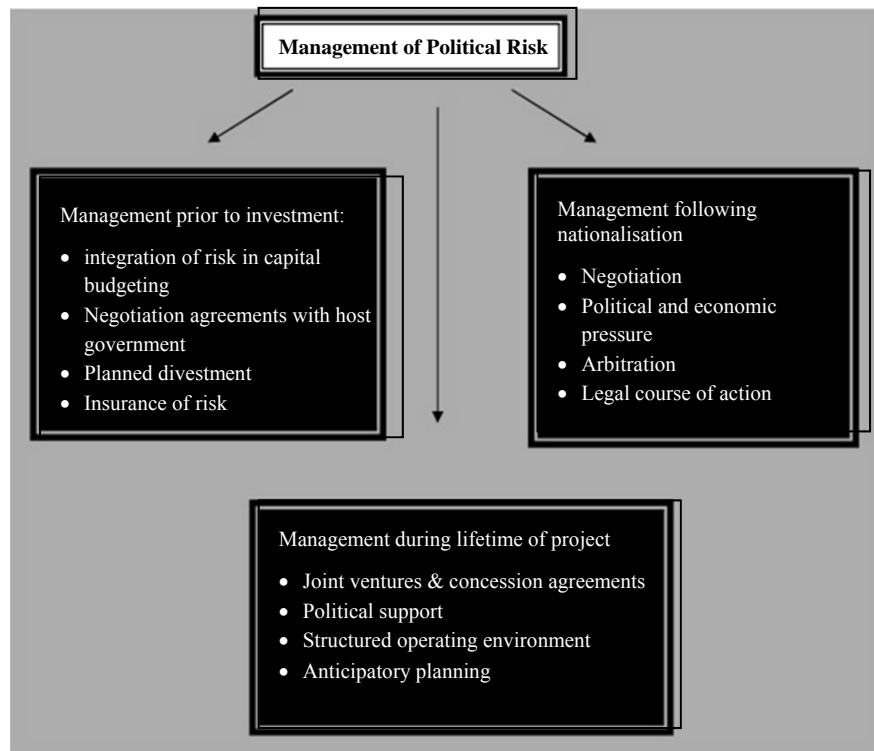 Management of Political Risk
Management prior to investment:
• integration of risk in capital
budgeting
• Negotiation agreements with host
government
• Planned divestment
• Insurance of risk
Management following
nationalisation
• Negotiation
• Political and economic
pressure
• Arbitration
• Legal course of action
Management during lifetime of project
• Joint ventures & concession agreements
• Political support
• Structured operating environment
• Anticipatory planning